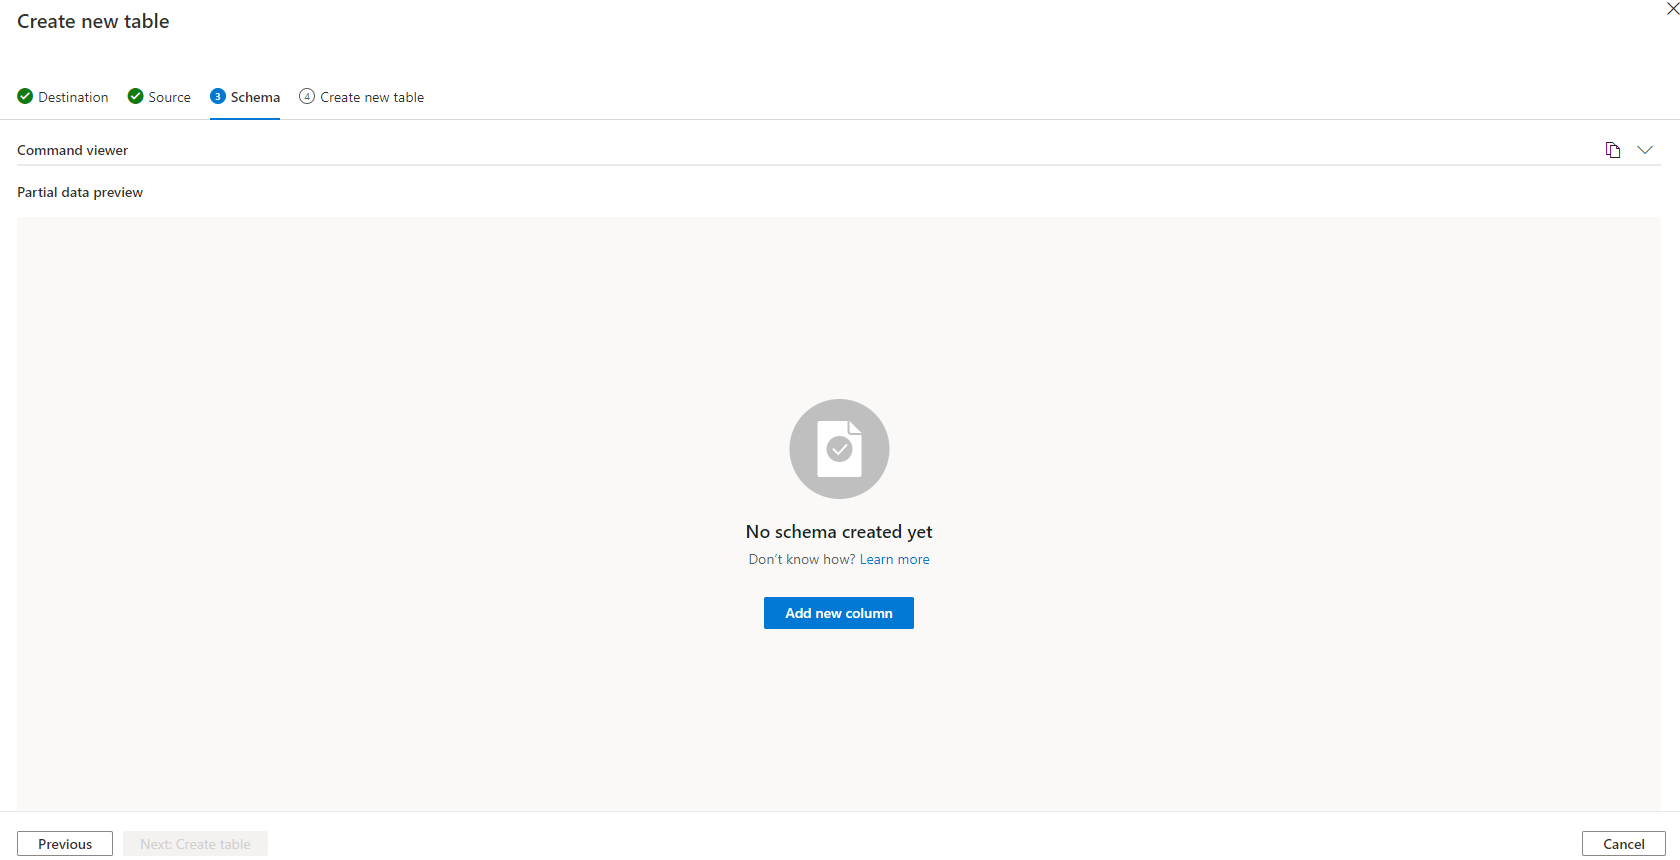 Create new table
Destination
Source
3 Schema
4 Create new table
Command viewer
Partial data preview
No schema created yet
Don't know how? Learn more
Add new column
Previous
Next: Create table
Cancel